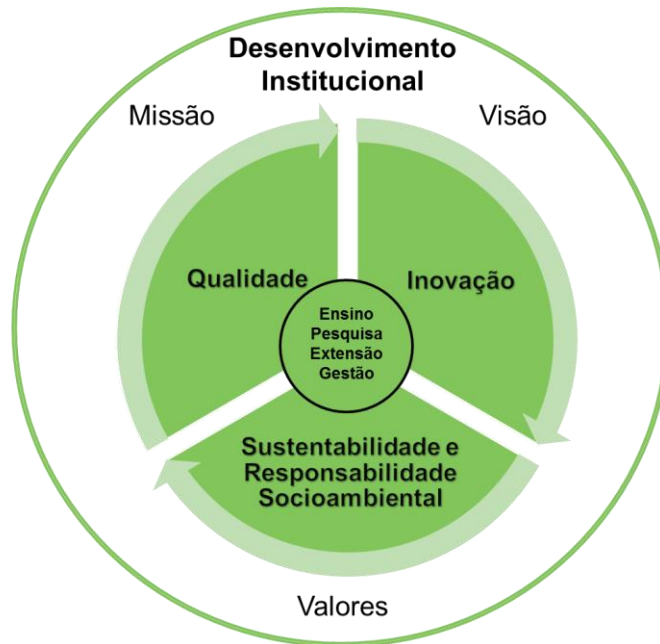 Desenvolvimento
Institucional
Missão
Visão
Qualidade
Inovação
Ensino
Pesquisa
Extensão
Gestão
Sustentabilidade e
Responsabilidade
Socioambiental
Valores